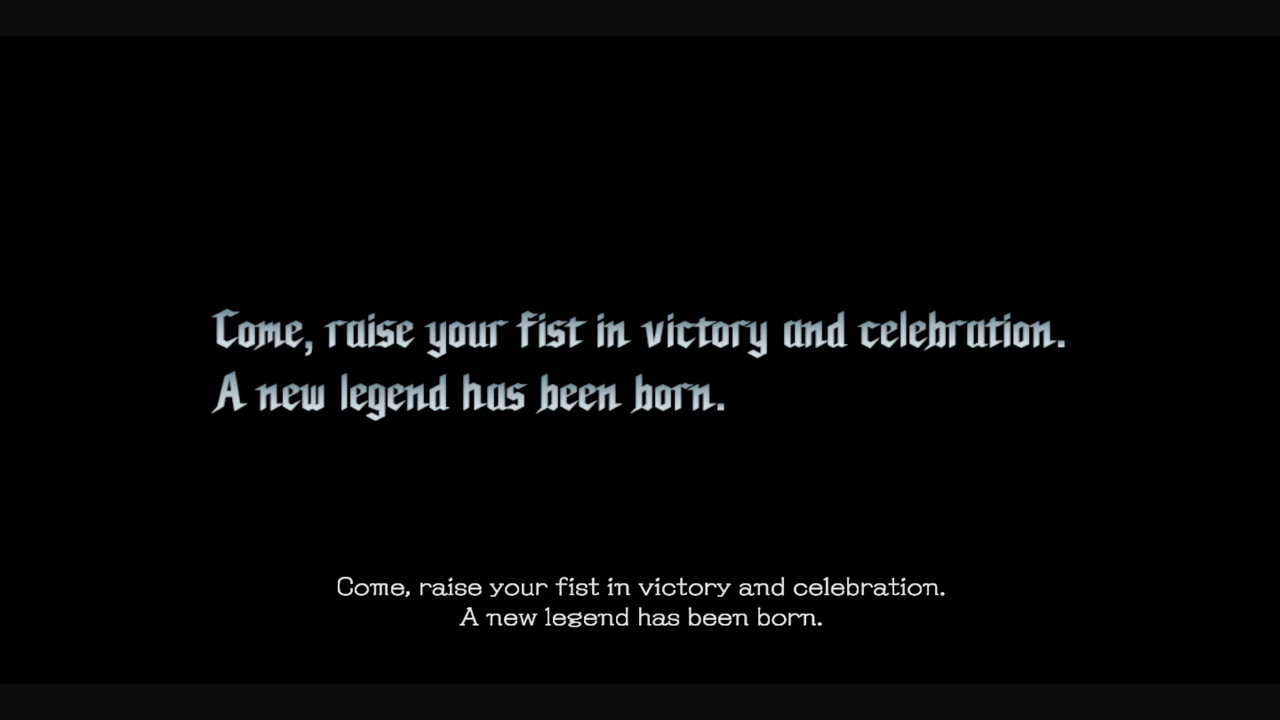 Come, raise your fist in victory and celebration.
A new legend has been born.
Come, raise your fist in victory and celebration.
A new legend has been born.